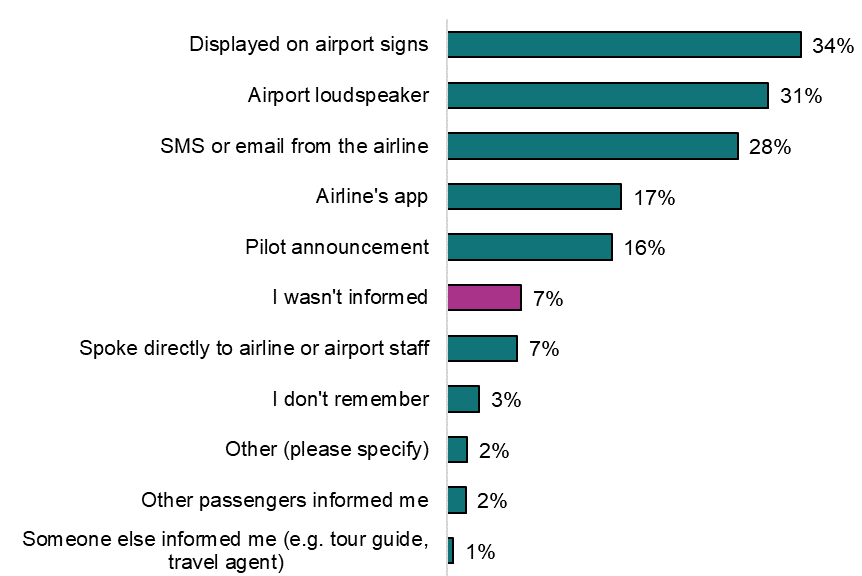 Displayed on airport signs 34%
Airport loudspeaker 31%
SMS or email from the airline 28%
Airline's app 17%
Pilot announcement 16%
I wasn't informed 7%
Spoke directly to airline or airport staff 7%
I don't remember 3%
Other (please specify) 2%
Other passengers informed me 2%
Someone else informed me (e.g. tour guide,
travel agent) 1%